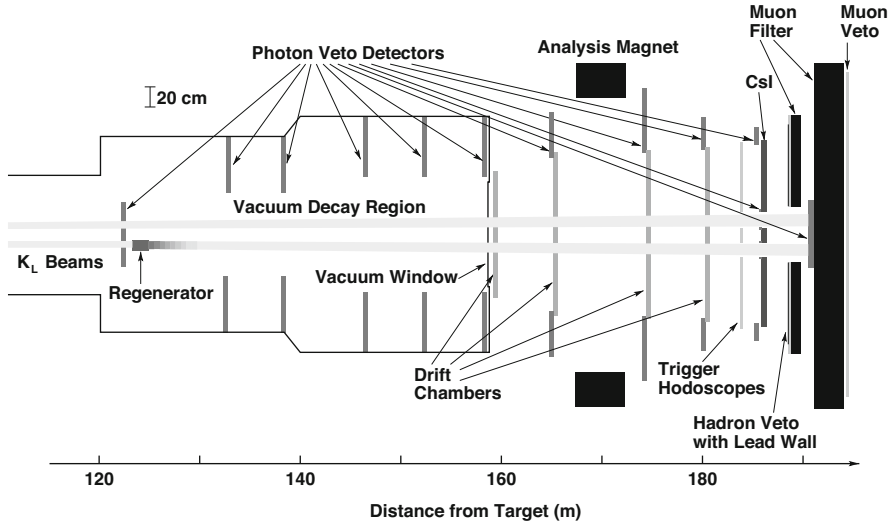 Muon
Filter
Muon
Veto
Photon Veto Detectors
Analysis Magnet
CsI
20 cm
Vacuum Decay Region
K_L Beams
Regenerator
Vacuum Window
Drift
Chambers
Trigger
Hodoscopes
Hadron Veto
with Lead Wall
120 140 160 180
Distance from Target (m)